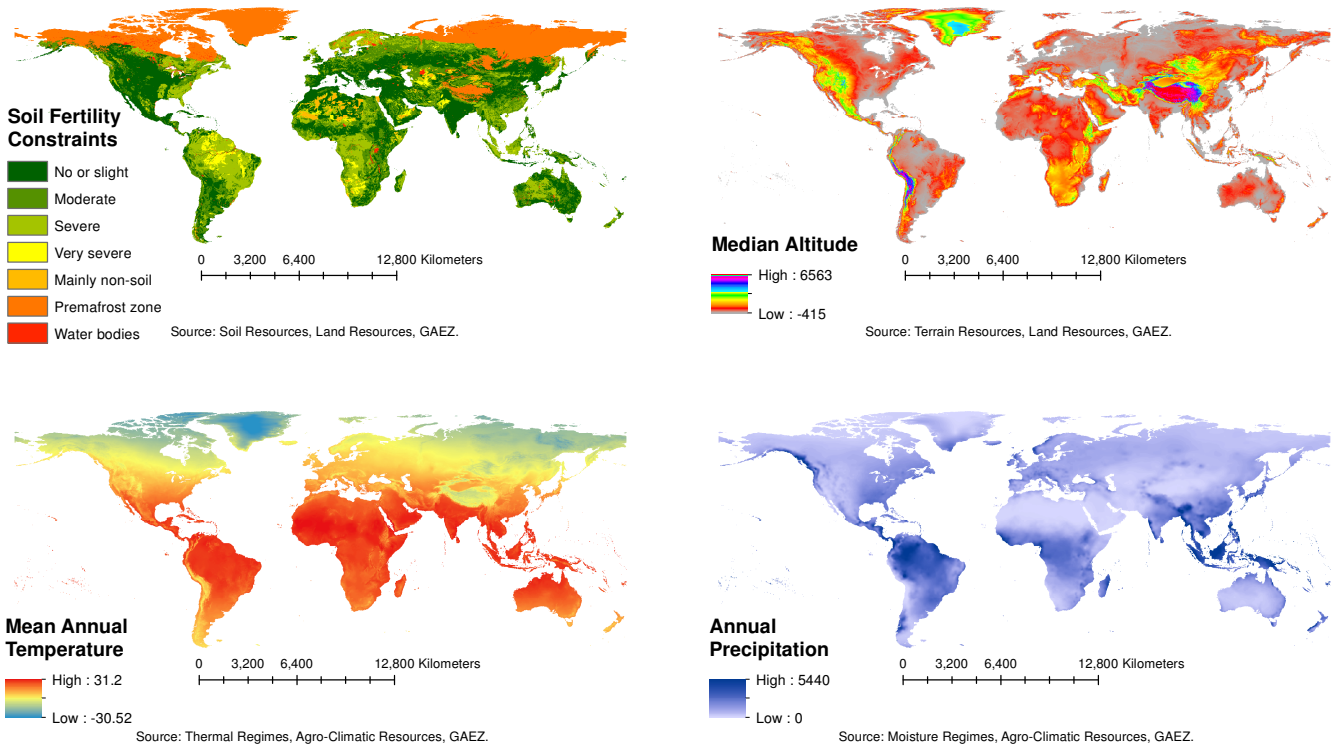 Soil Fertility
Constraints
No or slight
Moderate
Severe
Very severe
Mainly non-soil
Premafrost zone
Water bodies
0 3,200 6,400 12,800 Kilometers
Source: Soil Resources, Land Resources, GAEZ.
Median Altitude
High : 6563
Low : -415
0 3,200 6,400 12,800 Kilometers
Source: Terrain Resources, Land Resources, GAEZ.
Mean Annual
Temperature
High : 31.2
Low : -30.52
0 3,200 6,400 12,800 Kilometers
Source: Thermal Regimes, Agro-Climatic Resources, GAEZ.
Annual
Precipitation
High : 5440
Low : 0
0 3,200 6,400 12,800 Kilometers
Source: Moisture Regimes, Agro-Climatic Resources, GAEZ.